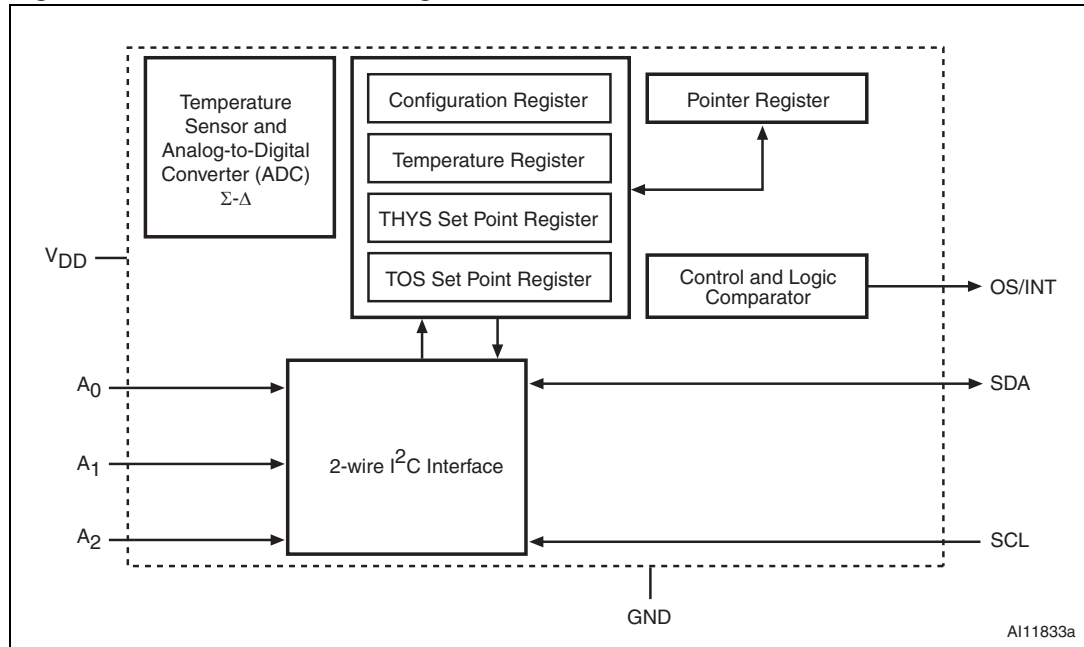 Temperature
Sensor and
Analog-to-Digital
Converter (ADC)
Σ-Δ
Configuration Register
Temperature Register
THYS Set Point Register
TOS Set Point Register
Pointer Register
Control and Logic
Comparator
VDD
OS/INT
A0
A1
A2
2-wire I2C Interface
SDA
SCL
GND
AI11833a